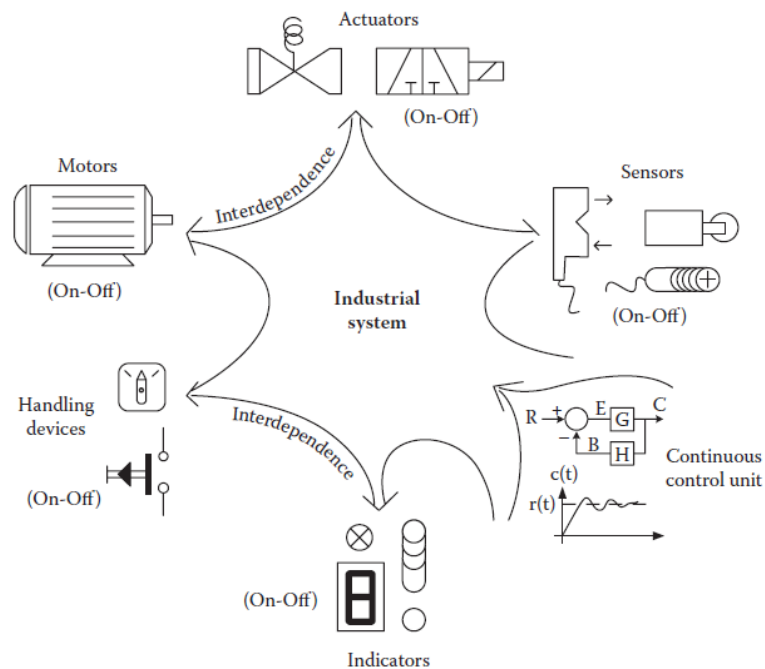 Actuators
(On-Off)
Motors
Interdependence
Sensors
(On-Off)
(On-Off)
Industrial
system
Handling
devices
(On-Off)
Interdependence
R + E G C
− B H
Continuous
control unit
c(t)
r(t)
(On-Off)
8
Indicators